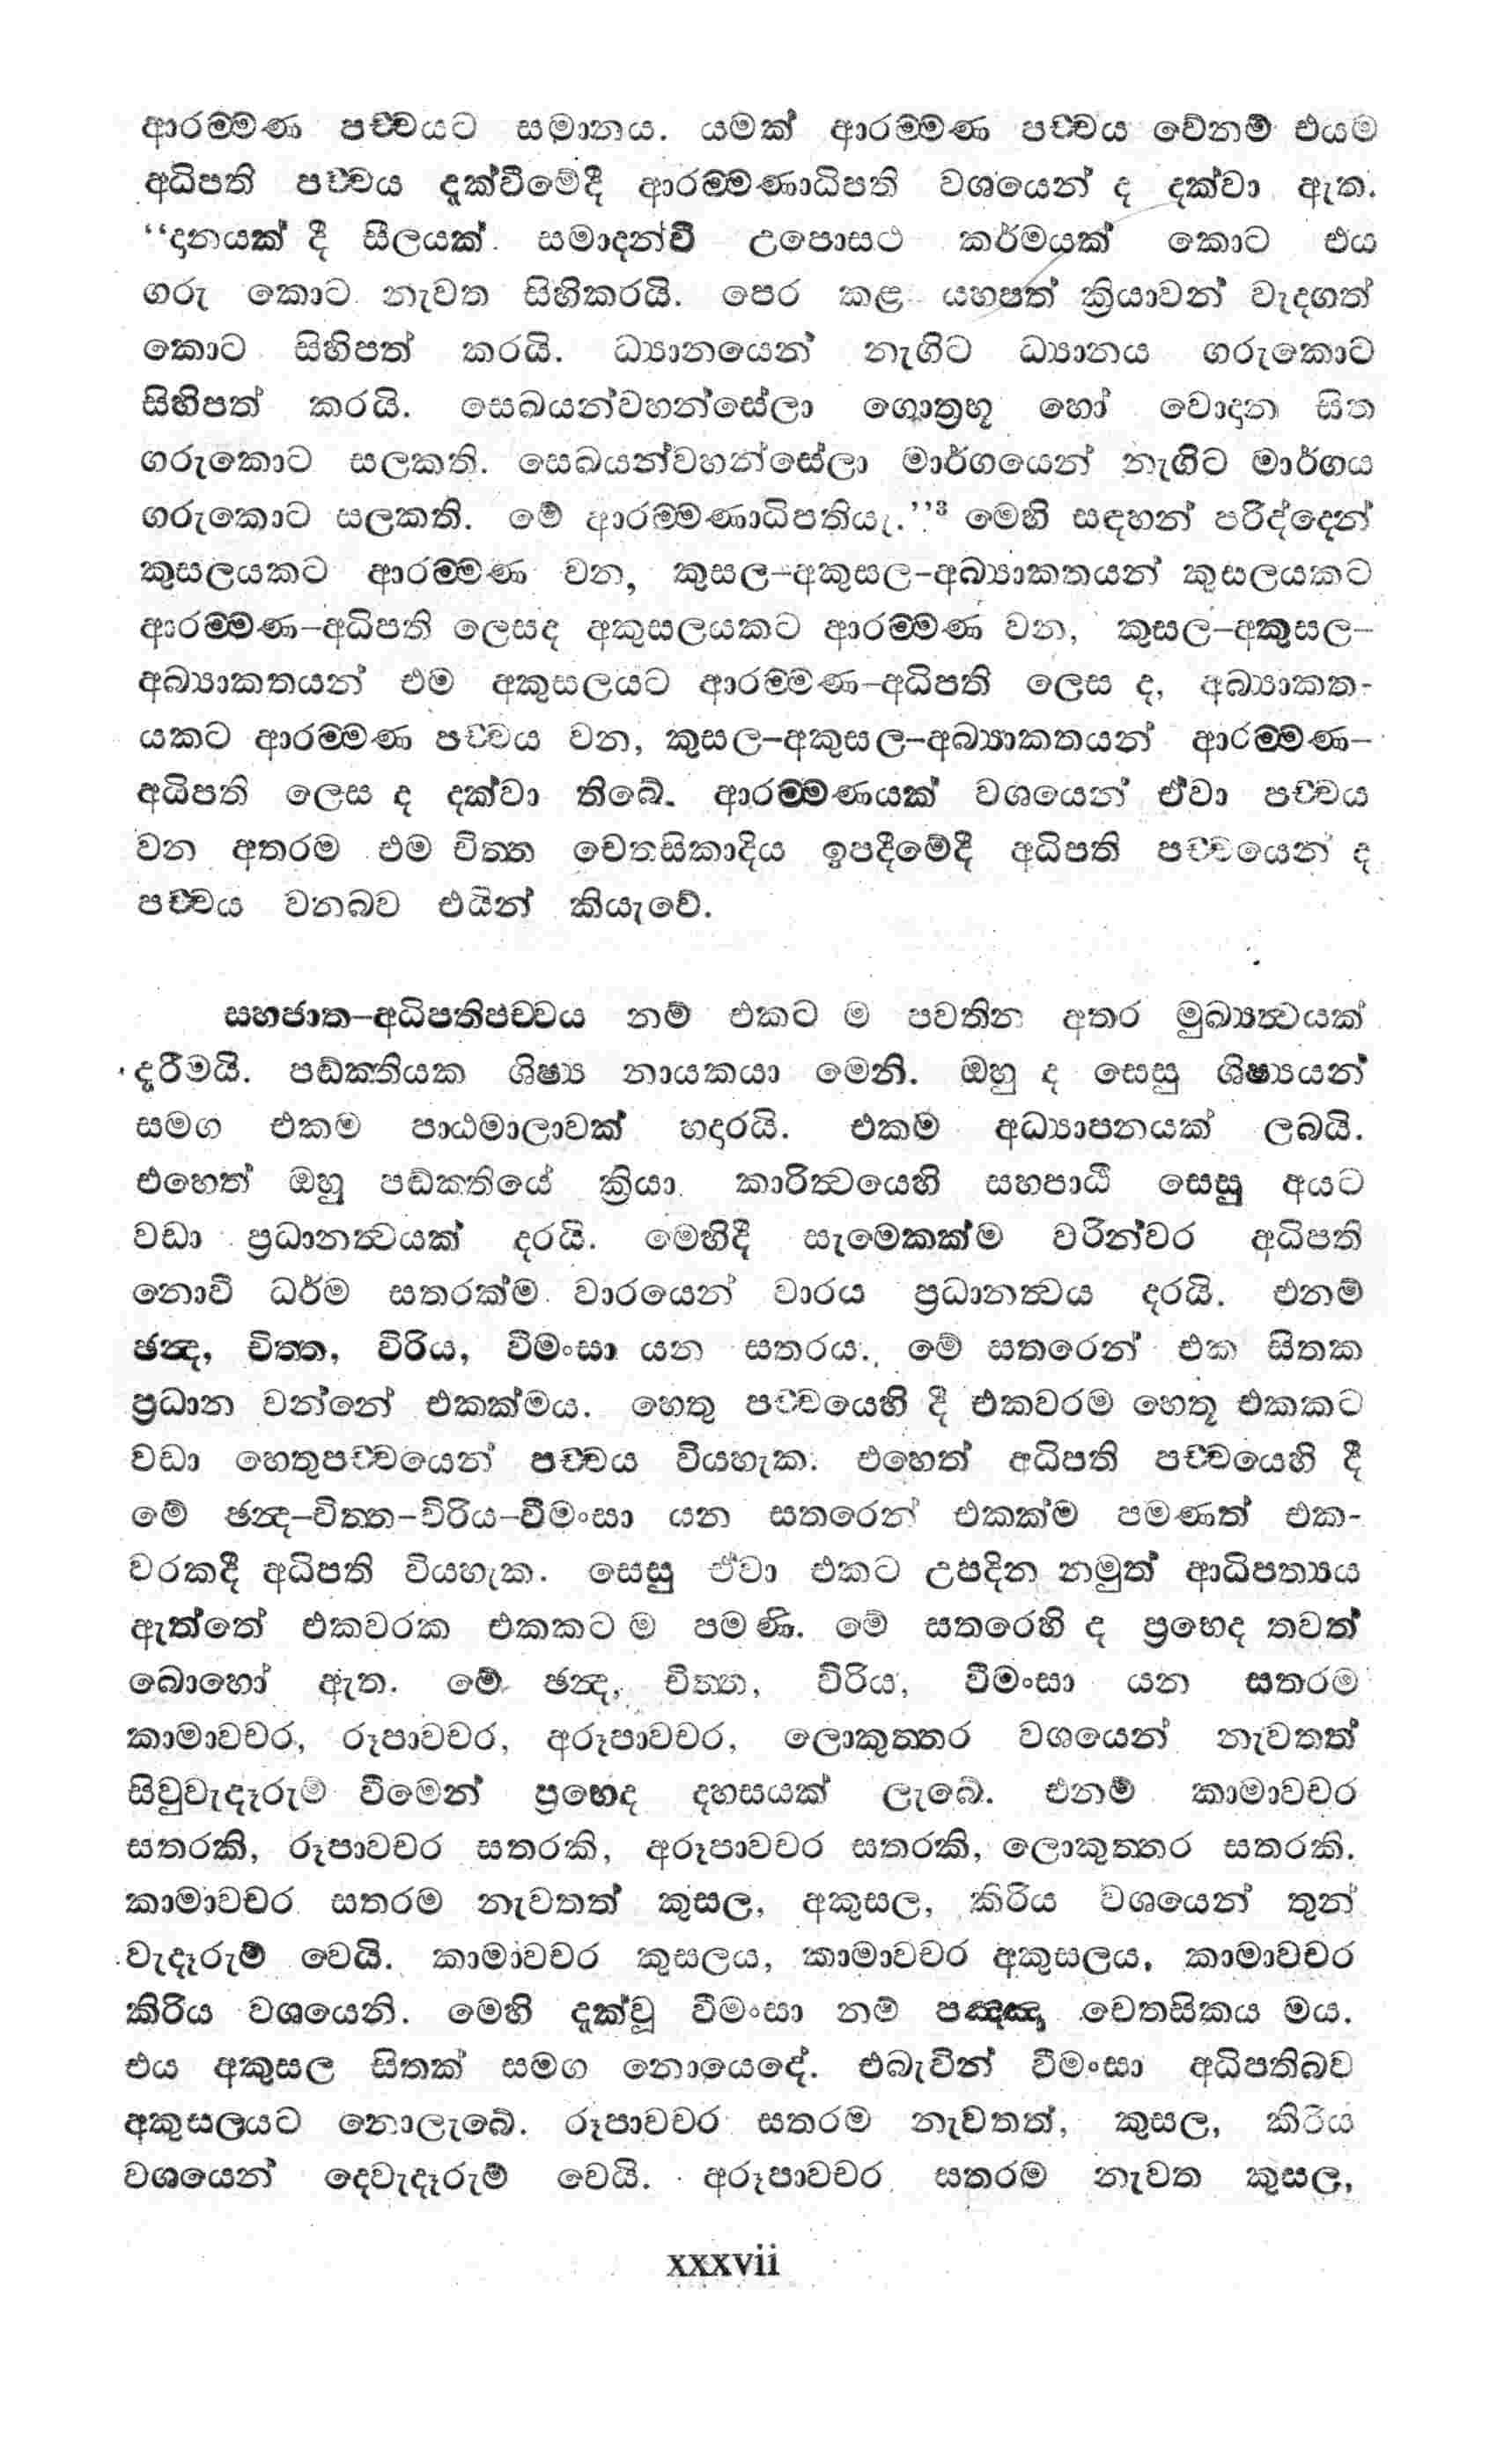 ආරම්මණ පච්චයට සමානය. යමක් ආරම්මණ පච්චය වේනම් එයම
අධිපති පච්චය දැක්වීමේදී ආරම්මණාධිපති වශයෙන් ද දක්වා ඇත.
“දානයක් දී සීලයක් සමාදන්වී උපොසථ කර්මයක් කොට එය
ගරු කොට නැවත සිහිකරයි. පෙර කළ යහපත් ක්‍රියාවන් වැදගත්
කොට සිහිපත් කරයි. ධ්‍යානයෙන් නැගිට ධ්‍යානය ගරුකොට
සිහිපත් කරයි. සෙඛයන්වහන්සේලා ගොත්‍රභූ හෝ වොදාන සිත
ගරුකොට සලකති. සෙඛයන්වහන්සේලා මාර්ගයෙන් නැගිට මාර්ගය
ගරුකොට සලකති. මේ ආරම්මණාධිපතියැ.”³ මෙහි සඳහන් පරිද්දෙන්
කුසලයකට ආරම්මණ වන, කුසල-අකුසල-අබ්‍යාකතයන් කුසලයකට
ආරම්මණ-අධිපති ලෙසද අකුසලයකට ආරම්මණ වන, කුසල-අකුසල-
අබ්‍යාකතයන් එම අකුසලයට ආරම්මණ-අධිපති ලෙස ද, අබ්‍යාකත-
යකට ආරම්මණ පච්චය වන, කුසල-අකුසල-අබ්‍යාකතයන් ආරම්මණ-
අධිපති ලෙස ද දක්වා තිබේ. ආරම්මණයක් වශයෙන් ඒවා පච්චය
වන අතරම එම චිත්ත චෙතසිකාදිය ඉපදීමේදී අධිපති පච්චයෙන් ද
පච්චය වනබව එයින් කියැවේ.
සහජාත-අධිපතිපච්චය නම් එකට ම පවතින අතර මුඛ්‍යත්‍වයක්
දැරීමයි. පඬ්ක්තියක ශිෂ්‍ය නායකයා මෙනි. ඔහු ද සෙසු ශිෂ්‍යයන්
සමග එකම පාඨමාලාවක් හදාරයි. එකම අධ්‍යාපනයක් ලබයි.
එහෙත් ඔහු පඬ්ක්තියේ ක්‍රියා කාරිත්‍වයෙහි සහපාඨී සෙසු අයට
වඩා ප්‍රධානත්‍වයක් දරයි. මෙහිදී සැමෙකක්ම වරින්වර අධිපති
නොවී ධර්ම සතරක්ම වාරයෙන් වාරය ප්‍රධානත්‍වය දරයි. එනම්
ඡන්‍ද, චිත්ත, විරිය, වීමංසා යන සතරය. මේ සතරෙන් එක සිතක
ප්‍රධාන වන්නේ එකක්මය. හෙතු පච්චයෙහි දී එකවරම හෙතූ එකකට
වඩා හෙතුපච්චයෙන් පච්චය වියහැක. එහෙත් අධිපති පච්චයෙහි දී
මේ ඡන්‍ද-චිත්ත-විරිය-වීමංසා යන සතරෙන් එකක්ම පමණත් එක-
වරකදී අධිපති වියහැක. සෙසු ඒවා එකට උපදින නමුත් ආධිපත්‍යය
ඇත්තේ එකවරක එකකට ම පමණි. මේ සතරෙහි ද ප්‍රභෙද තවත්
බොහෝ ඇත. මේ ඡන්‍ද, චිත්ත, විරිය, වීමංසා යන සතරම
කාමාවචර, රූපාවචර, අරූපාවචර, ලොකුත්තර වශයෙන් නැවතත්
සිවුවැදෑරුම් වීමෙන් ප්‍රභෙද දහසයක් ලැබේ. එනම් කාමාවචර
සතරකි, රූපාවචර සතරකි, අරූපාවචර සතරකි, ලොකුත්තර සතරකි.
කාමාවචර සතරම නැවතත් කුසල, අකුසල, කිරිය වශයෙන් තුන්
වැදෑරුම් වෙයි. කාමාවචර කුසලය, කාමාවචර අකුසලය, කාමාවචර
කිරිය වශයෙනි. මෙහි දැක්වූ වීමංසා නම් පඤ්ඤා චෙතසිකය මය.
එය අකුසල සිතක් සමග නොයෙදේ. එබැවින් වීමංසා අධිපතිබව
අකුසලයට නොලැබේ. රූපාවචර සතරම නැවතත්, කුසල, කිරිය
වශයෙන් දෙවැදෑරුම් වෙයි. අරූපාවචර සතරම නැවත කුසල,
xxxvii